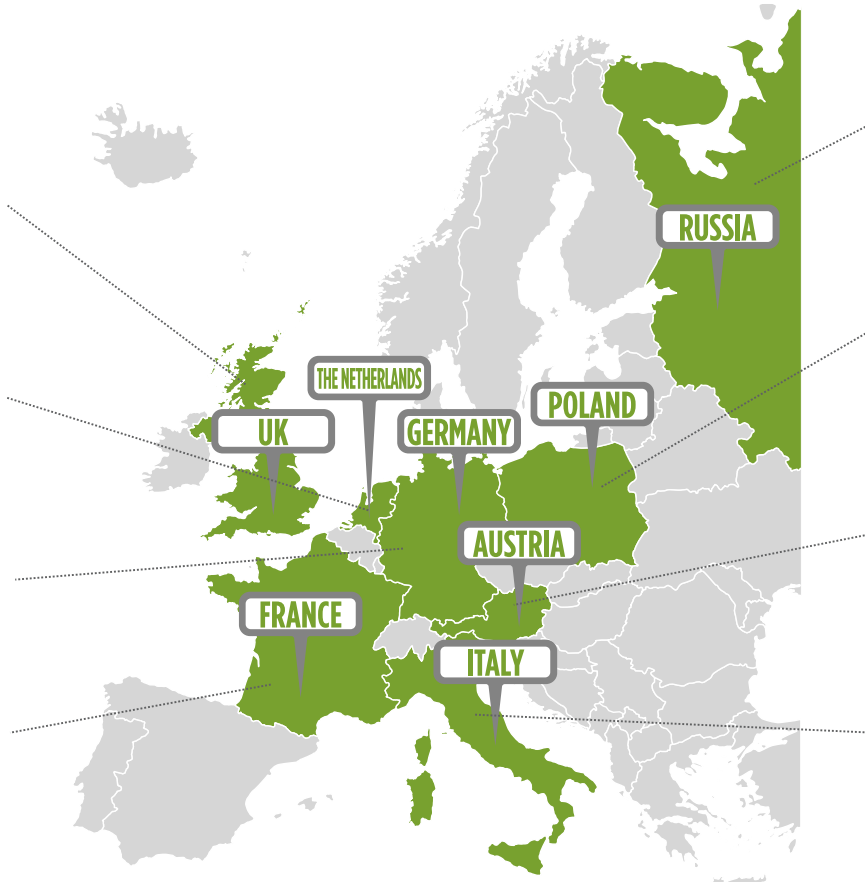 RUSSIA
THE NETHERLANDS
POLAND
UK
GERMANY
AUSTRIA
FRANCE
ITALY